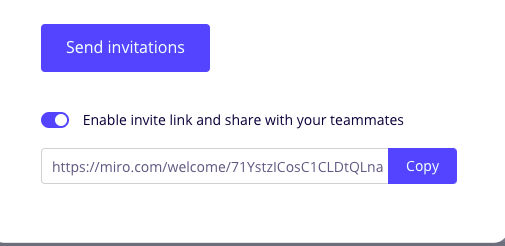 Send invitations
Enable invite link and share with your teammates
https://miro.com/welcome/71YstzICosC1CLDtQLna
Copy